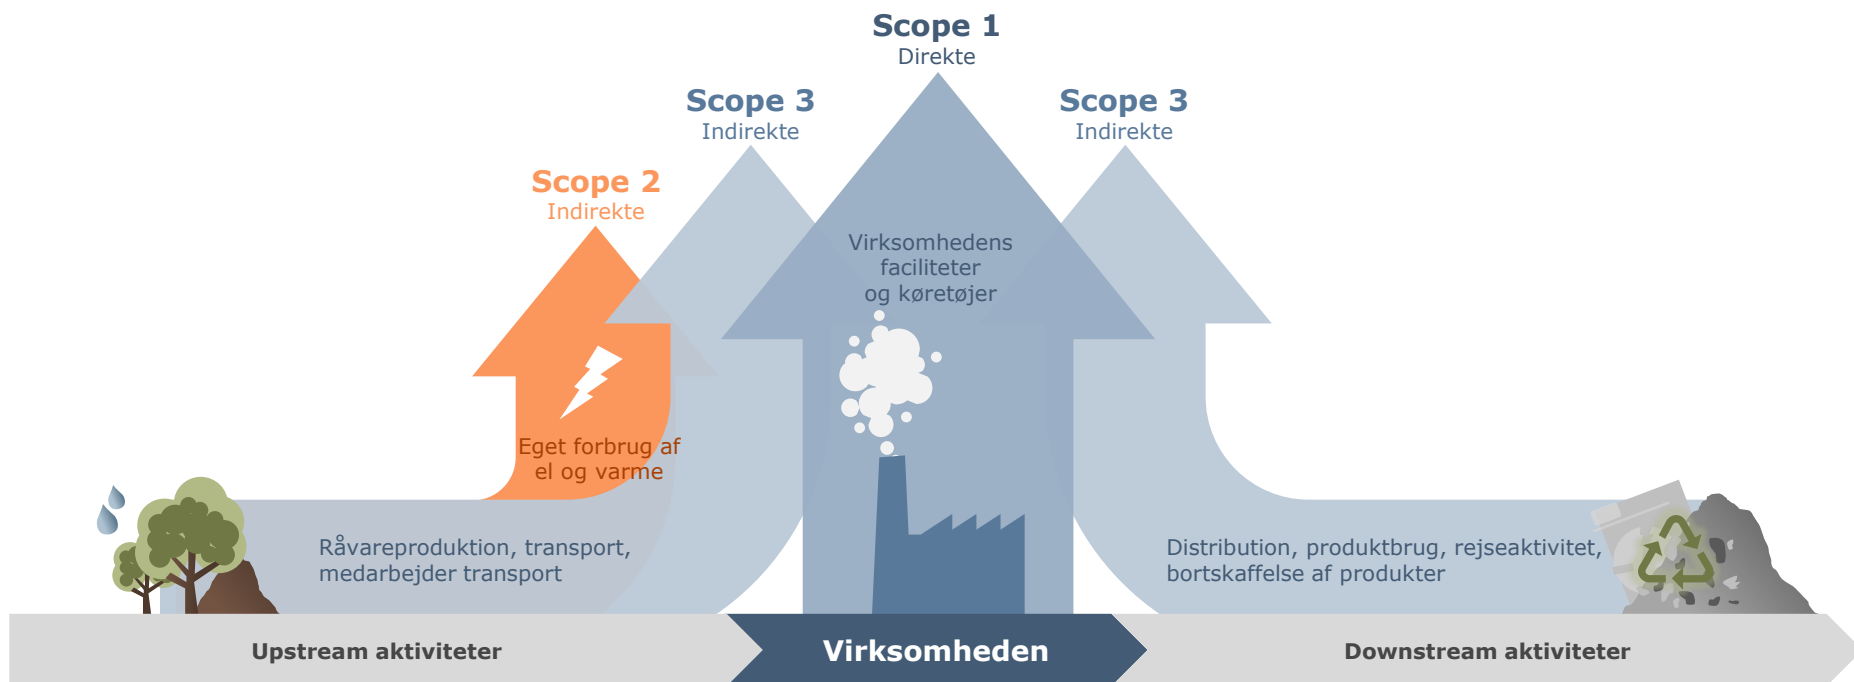 Scope 1
Direkte
Scope 3
Indirekte
Scope 3
Indirekte
Scope 2
Indirekte
Virksomhedens
faciliteter
og køretøjer
Eget forbrug af
el og varme
Råvareproduktion, transport,
medarbejder transport
Distribution, produktbrug, rejseaktivitet,
bortskaffelse af produkter
Upstream aktiviteter
Virksomheden
Downstream aktiviteter